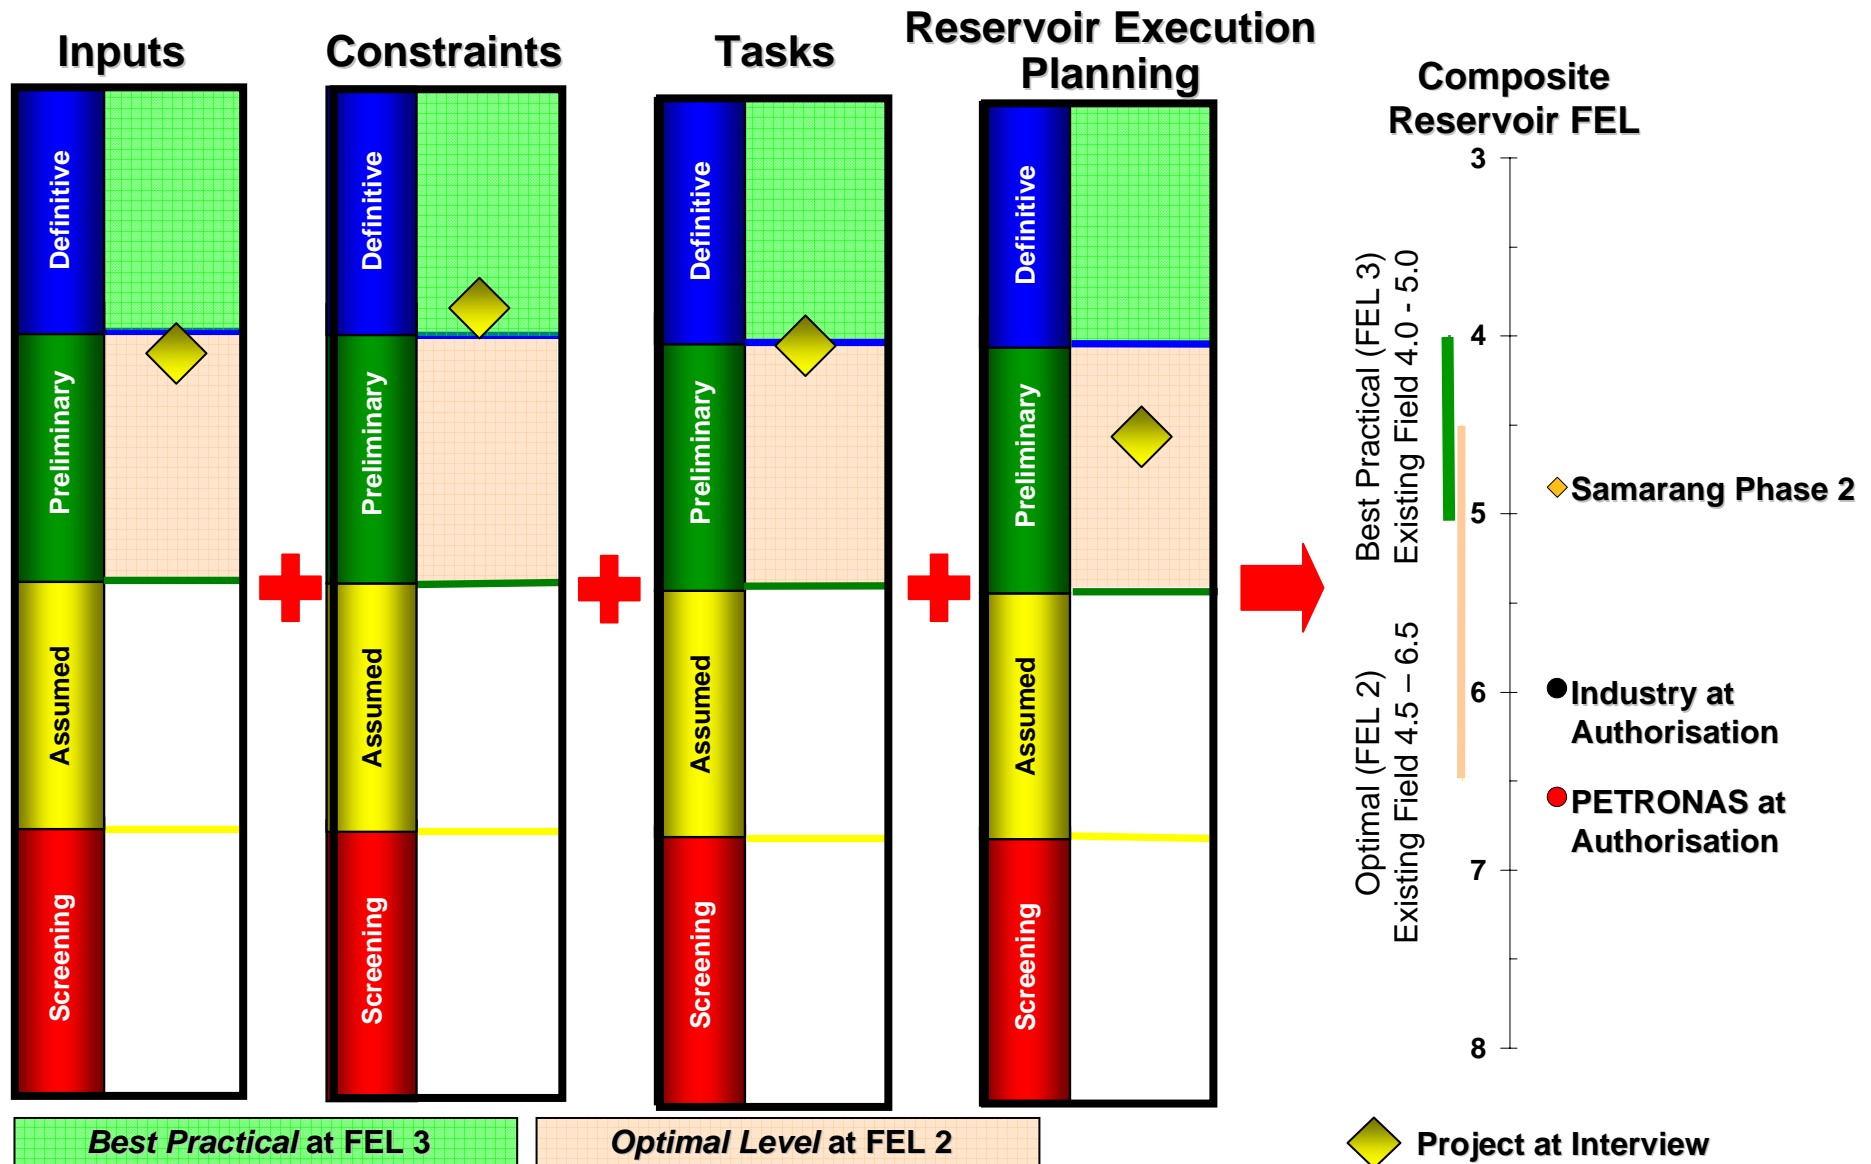 Inputs
Constraints
Tasks
Reservoir Execution
Planning
Composite
Reservoir FEL
Definitive
Preliminary
Assumed
Screening
Definitive
Preliminary
Assumed
Screening
Definitive
Preliminary
Assumed
Screening
Definitive
Preliminary
Assumed
Screening
Best Practical (FEL 3)
Existing Field 4.0 - 5.0
Optimal (FEL 2)
Existing Field 4.5 – 6.5
3
4
5
6
7
8
Samarang Phase 2
Industry at
Authorisation
PETRONAS at
Authorisation
Best Practical at FEL 3
Optimal Level at FEL 2
Project at Interview